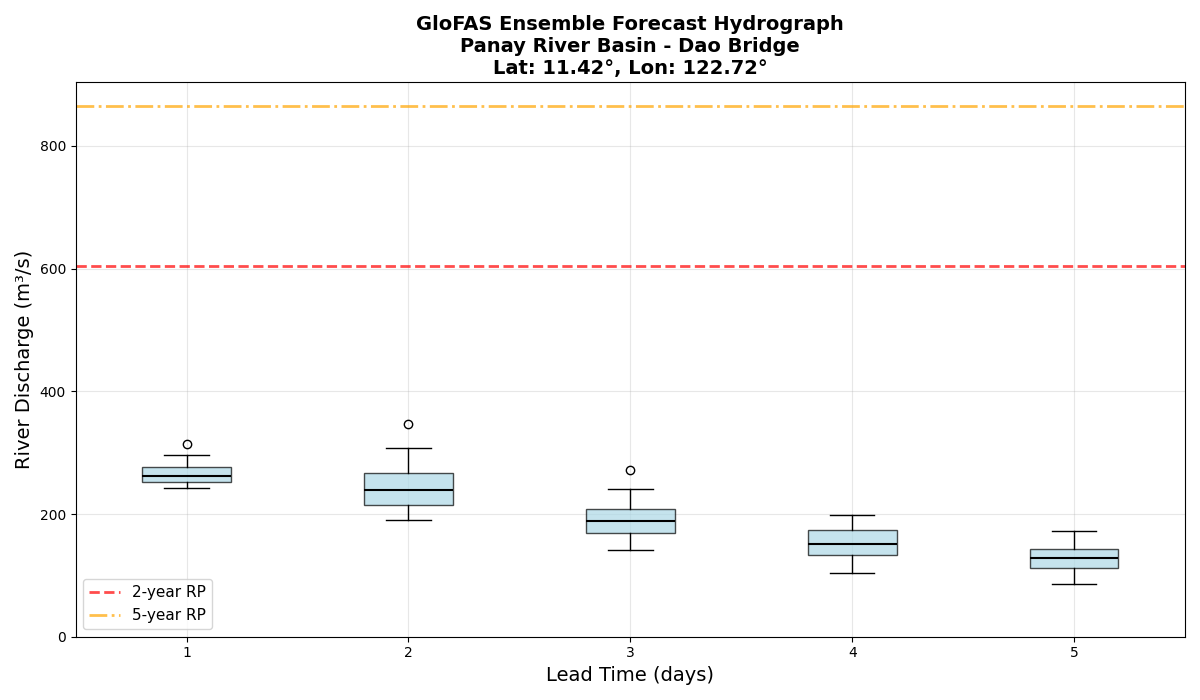 GloFAS Ensemble Forecast Hydrograph
Panay River Basin - Dao Bridge
Lat: 11.42°, Lon: 122.72°
River Discharge (m³/s)
800
600
400
200
0
2-year RP
5-year RP
1 2 3 4 5
Lead Time (days)